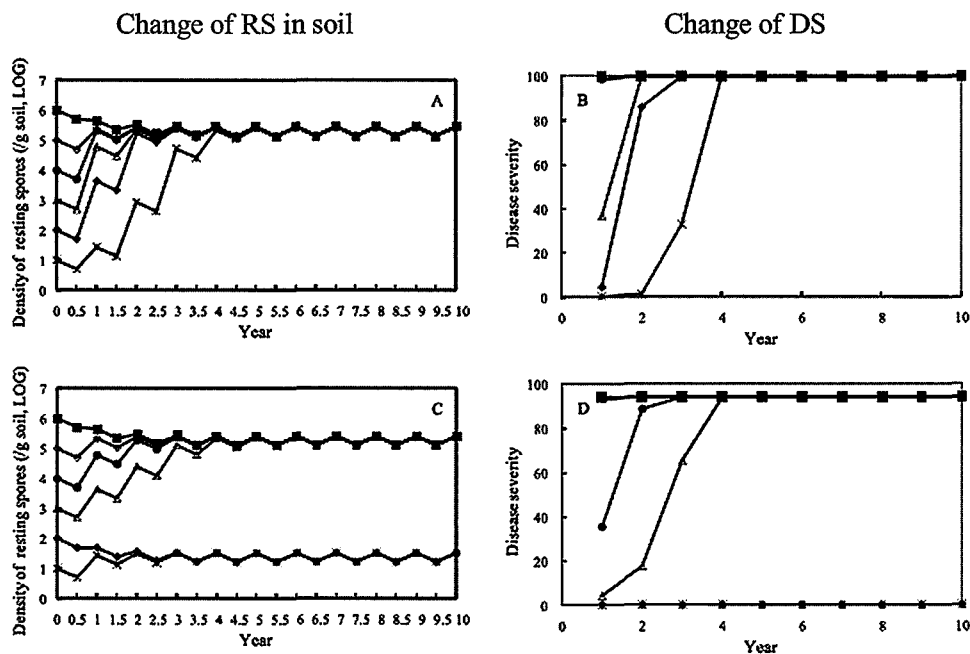 Change of RS in soil
Change of DS
Density of resting spores (/g soil, LOG)
7
6
5
4
3
2
1
0
A
0 0.5 1 1.5 2 2.5 3 3.5 4 4.5 5 5.5 6 6.5 7 7.5 8 8.5 9 9.5 10
Year
Disease severity
100
80
60
40
20
0
B
0 2 4 6 8 10
Year
Density of resting spores (/g soil, LOG)
7
6
5
4
3
2
1
0
C
0 0.5 1 1.5 2 2.5 3 3.5 4 4.5 5 5.5 6 6.5 7 7.5 8 8.5 9 9.5 10
Year
Disease severity
100
80
60
40
20
0
D
0 2 4 6 8 10
Year